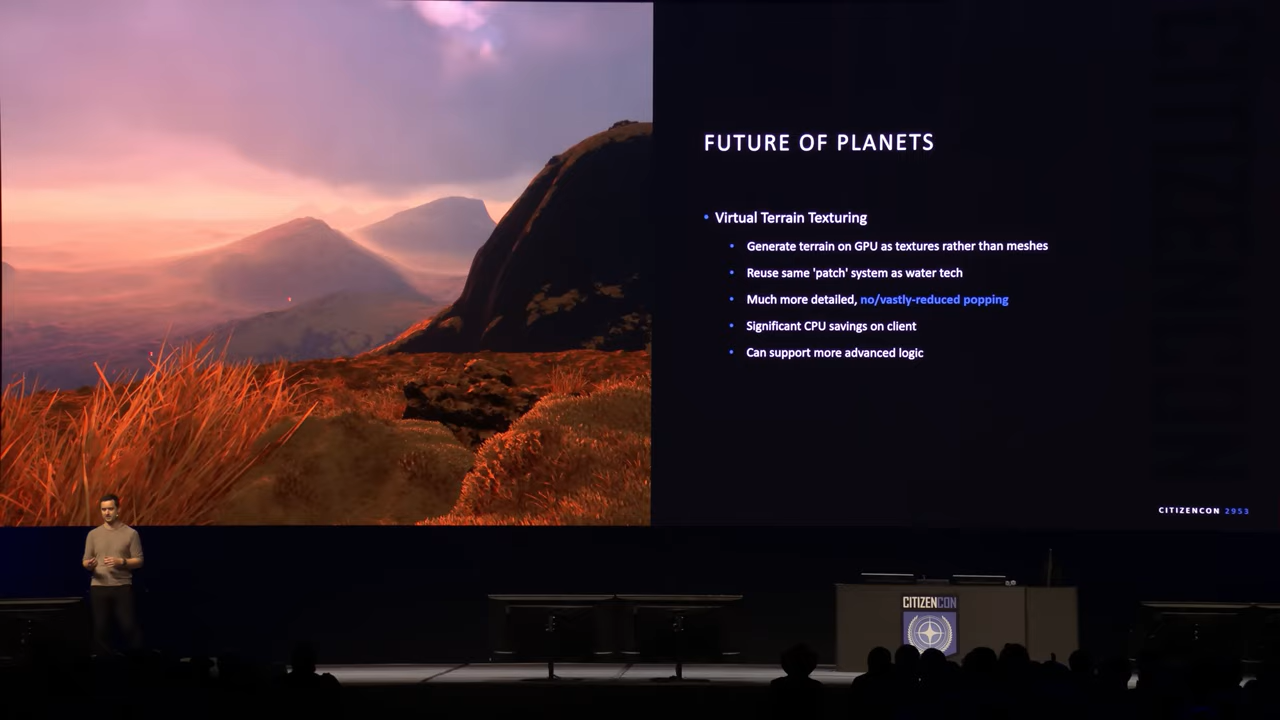 FUTURE OF PLANETS
• Virtual Terrain Texturing
• Generate terrain on GPU as textures rather than meshes
• Reuse same 'patch' system as water tech
• Much more detailed, no/vastly-reduced popping
• Significant CPU savings on client
• Can support more advanced logic
CITIZENCON
CITIZENCON 2953
CITIZENCON